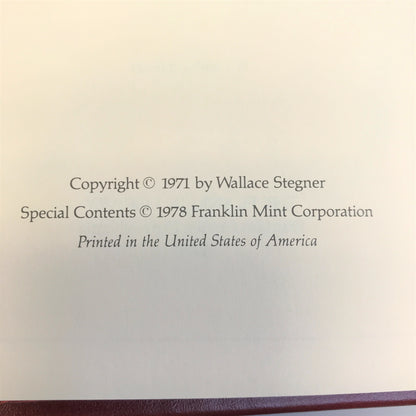 Copyright © 1971 by Wallace Stegner
Special Contents © 1978 Franklin Mint Corporation
Printed in the United States of America